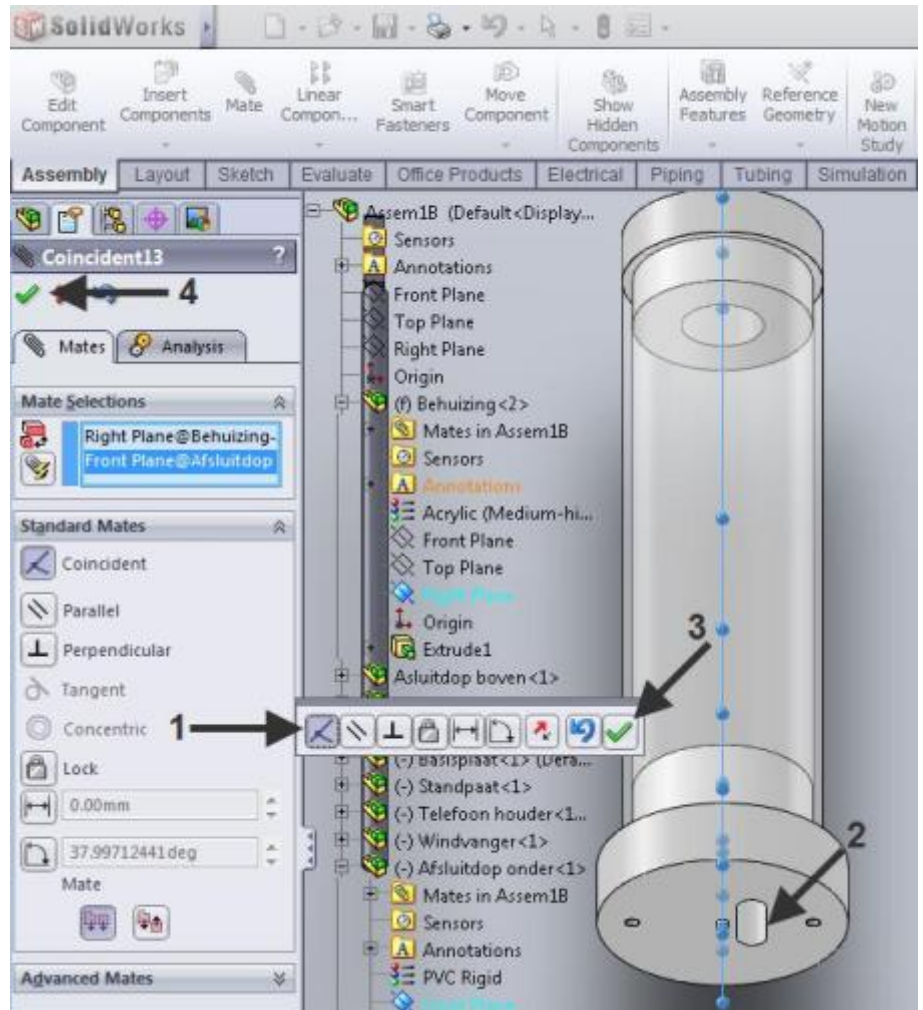 SolidWorks
Edit Component
Insert Components
Mate
Linear Compon...
Smart Fasteners
Move Component
Show Hidden Components
Assembly Features
Reference Geometry
New Motion Study
Assembly Layout Sketch Evaluate Office Products Electrical Piping Tubing Simulation
Coincident13 ?
4
Mates Analysis
Mate Selections
Right Plane@Behuizing-
Front Plane@Afsluitdop
Standard Mates
Coincident
Parallel
Perpendicular
Tangent
Concentric
Lock
0.00mm
37.99712441deg
Mate
Advanced Mates
Assem1B (Default<Display...
Sensors
Annotations
Front Plane
Top Plane
Right Plane
Origin
(f) Behuizing<2>
Mates in Assem1B
Sensors
Annotations
Acrylic (Medium-hi...
Front Plane
Top Plane
Right Plane
Origin
Extrude1
Asluitdop boven<1>
1
3
(-) Basisplaat<1> (Defa...
(-) Standpaat<1>
(-) Telefoon houder<1...
(-) Windvanger<1>
(-) Afsluitdop onder<1>
Mates in Assem1B
Sensors
Annotations
PVC Rigid
Front Plane
2